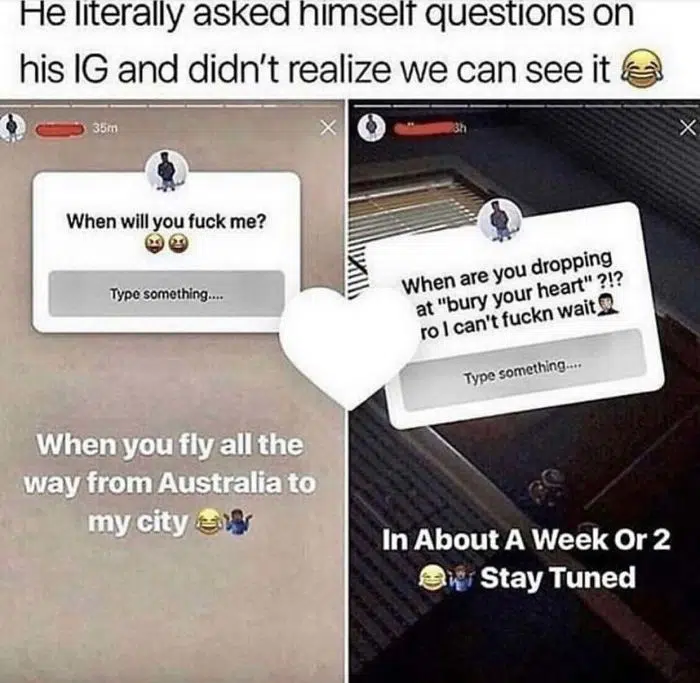 He literally asked himself questions on
his IG and didn't realize we can see it 😂
35m
When will you fuck me?
😝😝
Type something....
When you fly all the
way from Australia to
my city 😂🤷🏿‍♂️
3h
When are you dropping
at "bury your heart" ?!?
ro I can't fuckn wait🤦🏿‍♂️
Type something....
In About A Week Or 2
😂🤷🏿‍♂️ Stay Tuned